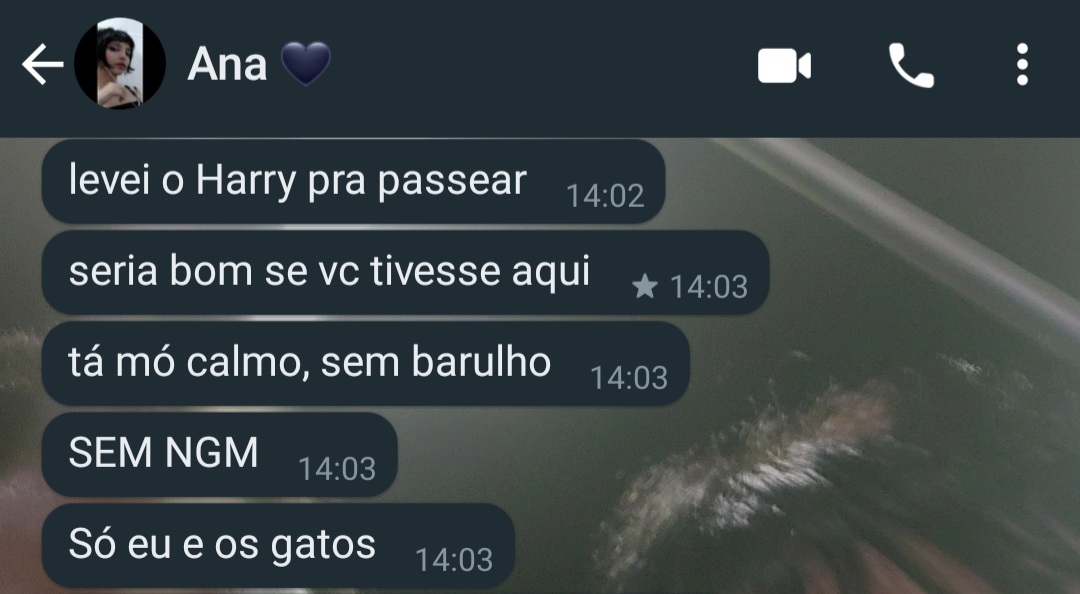 Ana 🖤
levei o Harry pra passear 14:02
seria bom se vc tivesse aqui ★ 14:03
tá mó calmo, sem barulho 14:03
SEM NGM 14:03
Só eu e os gatos 14:03